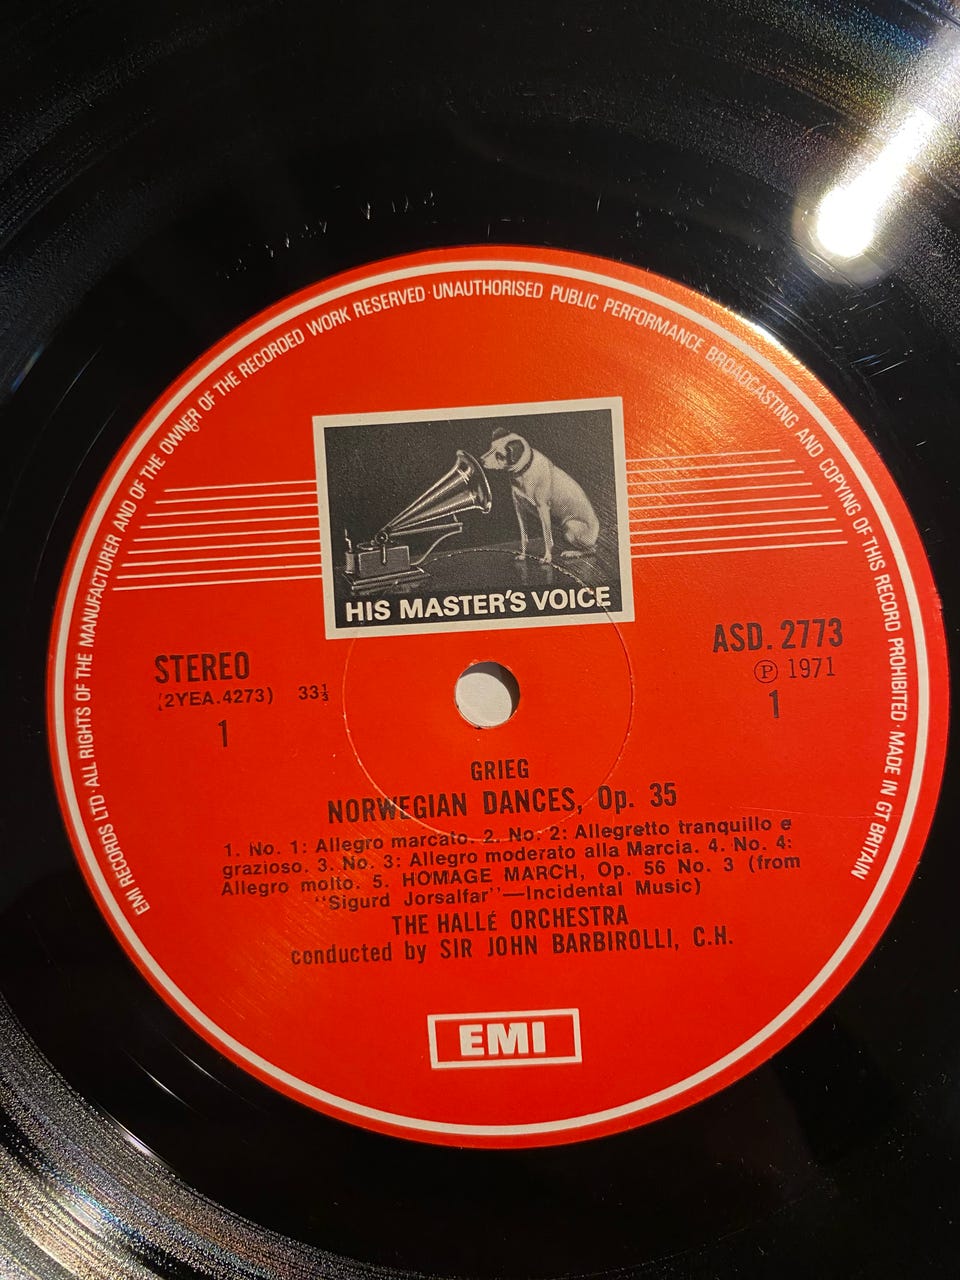 EMI RECORDS LTD · ALL RIGHTS OF THE MANUFACTURER AND OF THE OWNER OF THE RECORDED WORK RESERVED · UNAUTHORISED PUBLIC PERFORMANCE BROADCASTING AND COPYING OF THIS RECORD PROHIBITED · MADE IN GT BRITAIN
HIS MASTER'S VOICE
STEREO
(2YEA.4273) 33⅓
1
ASD. 2773
Ⓟ 1971
1
GRIEG
NORWEGIAN DANCES, Op. 35
1. No. 1: Allegro marcato. 2. No. 2: Allegretto tranquillo e
grazioso. 3. No. 3: Allegro moderato alla Marcia. 4. No. 4:
Allegro molto. 5. HOMAGE MARCH, Op. 56 No. 3 (from
"Sigurd Jorsalfar"—Incidental Music)
THE HALLÉ ORCHESTRA
conducted by SIR JOHN BARBIROLLI, C.H.
EMI